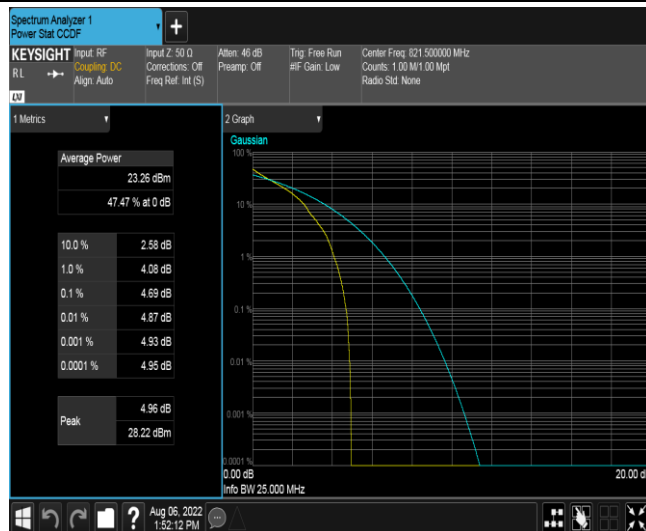 Spectrum Analyzer 1
Power Stat CCDF
KEYSIGHT
RL
Input: RF
Coupling: DC
Align: Auto
Input Z: 50 Ω
Corrections: Off
Freq Ref: Int (S)
Atten: 46 dB
Preamp: Off
Trig: Free Run
#IF Gain: Low
Center Freq: 821.500000 MHz
Counts: 1.00 M/1.00 Mpt
Radio Std: None
1 Metrics
Average Power
23.26 dBm
47.47 % at 0 dB
10.0 % 2.58 dB
1.0 % 4.08 dB
0.1 % 4.69 dB
0.01 % 4.87 dB
0.001 % 4.93 dB
0.0001 % 4.95 dB
Peak
4.96 dB
28.22 dBm
2 Graph
Gaussian
100 %
10 %
1 %
0.1 %
0.01 %
0.001 %
0.0001 %
0.00 dB
20.00 d
Info BW 25.000 MHz
?
Aug 06, 2022
1:52:12 PM